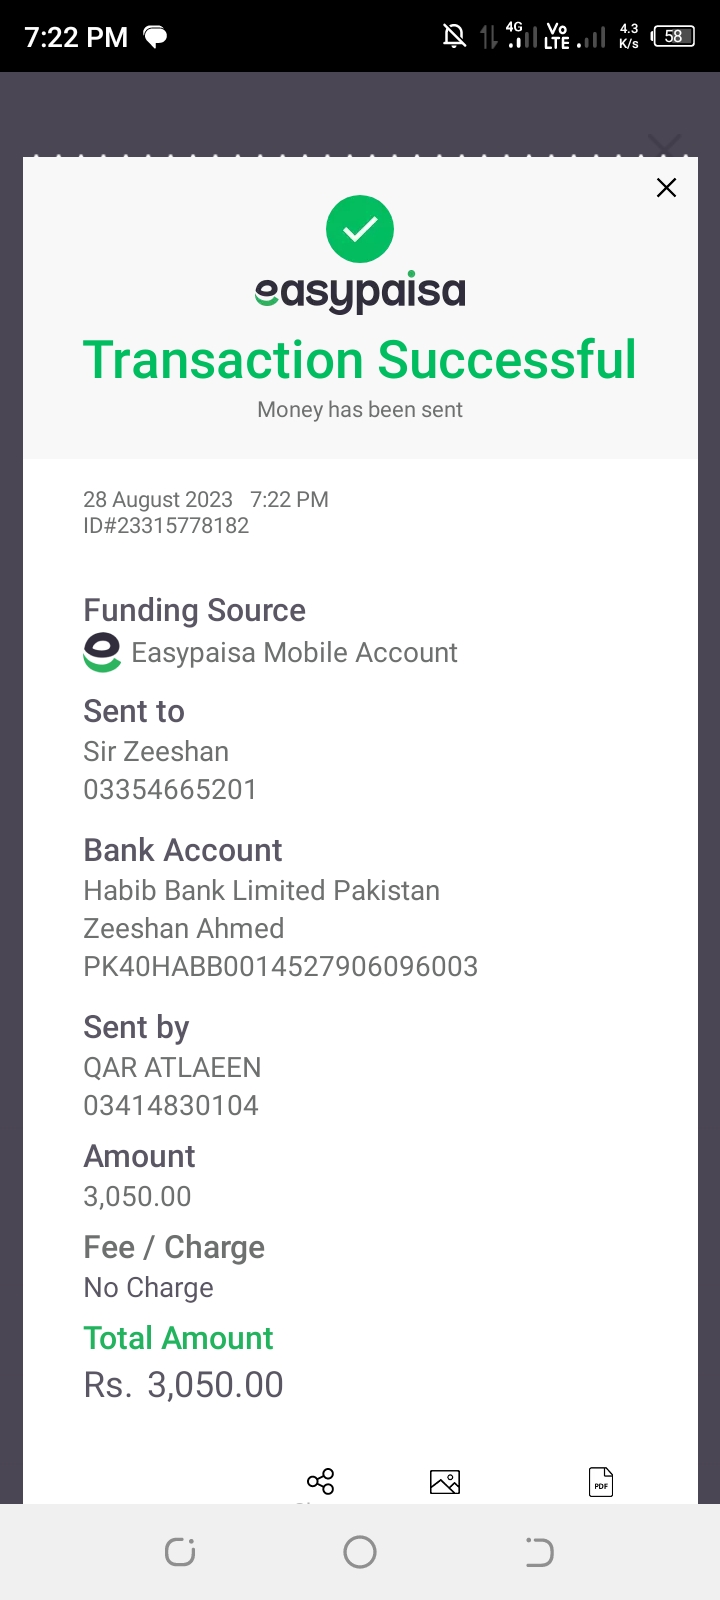 7:22 PM
4G
Vo
LTE
4.3
K/s
58
easypaisa
Transaction Successful
Money has been sent
28 August 2023 7:22 PM
ID#23315778182
Funding Source
Easypaisa Mobile Account
Sent to
Sir Zeeshan
03354665201
Bank Account
Habib Bank Limited Pakistan
Zeeshan Ahmed
PK40HABB0014527906096003
Sent by
QAR ATLAEEN
03414830104
Amount
3,050.00
Fee / Charge
No Charge
Total Amount
Rs. 3,050.00
PDF